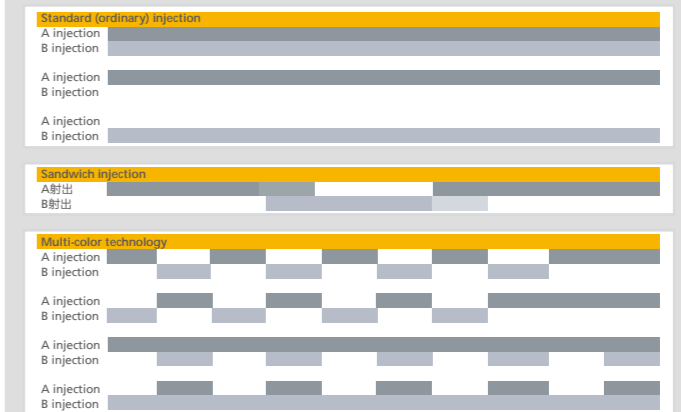 Standard (ordinary) injection
A injection
B injection
A injection
B injection
A injection
B injection
Sandwich injection
A射出
B射出
Multi-color technology
A injection
B injection
A injection
B injection
A injection
B injection
A injection
B injection